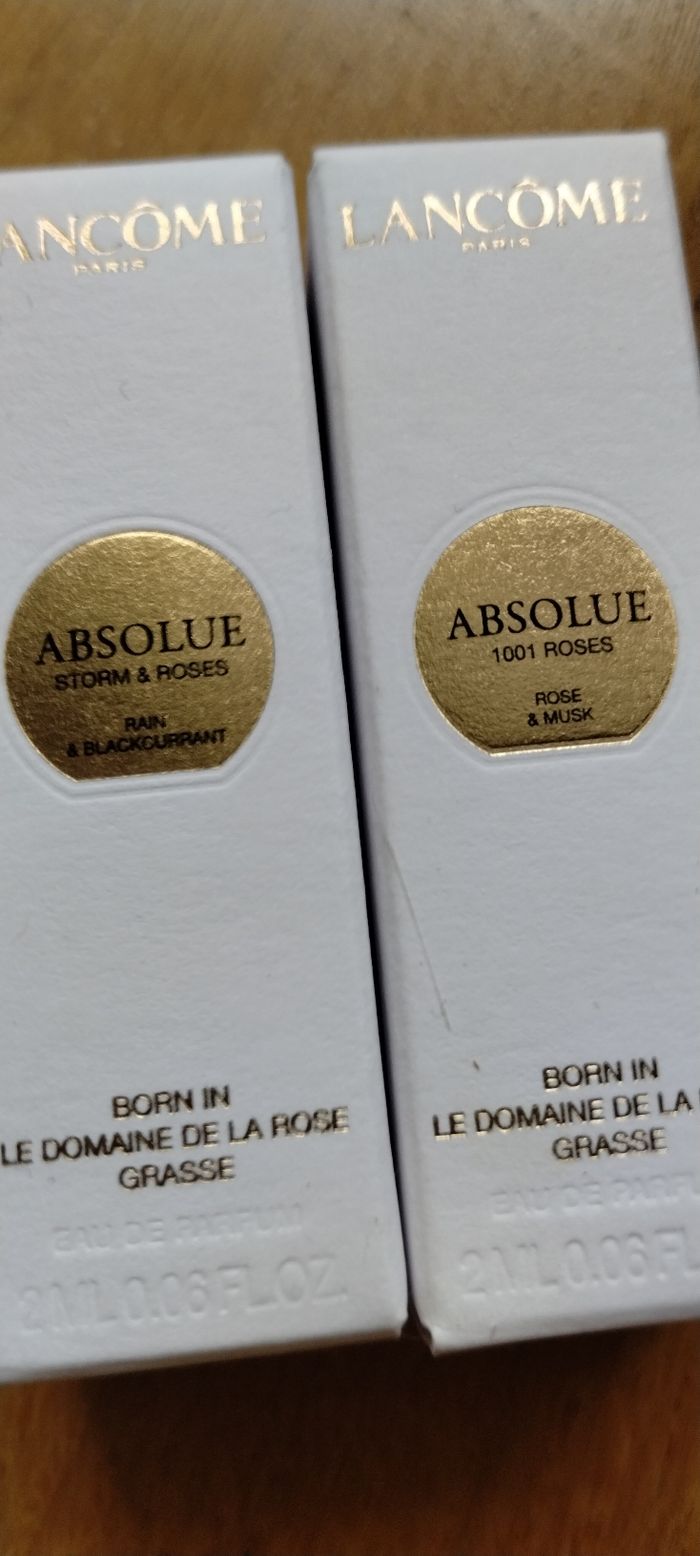 ANCÔME
PARIS
ABSOLUE
STORM & ROSES
RAIN
& BLACKCURRANT
BORN IN
LE DOMAINE DE LA ROSE
GRASSE
EAU DE PARFUM
2 ML 0.06 FL OZ
LANCÔME
PARIS
ABSOLUE
1001 ROSES
ROSE
& MUSK
BORN IN
LE DOMAINE DE LA
GRASSE
EAU DE PARF
2 ML 0.06 FL